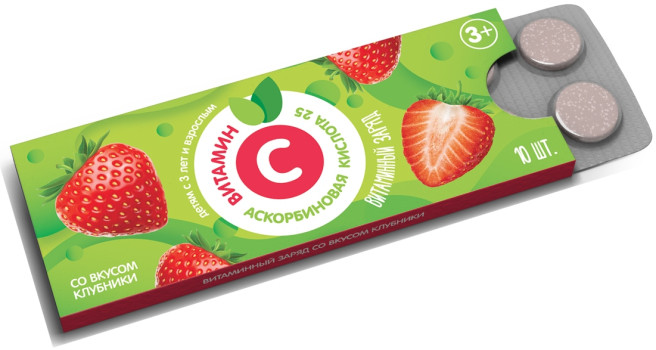 3+
детям с 3 лет и взрослым
ВИТАМИН
С
АСКОРБИНОВАЯ КИСЛОТА 25
ВИТАМИННЫЙ ЗАРЯД
10 ШТ.
СО ВКУСОМ
КЛУБНИКИ
ВИТАМИННЫЙ ЗАРЯД СО ВКУСОМ КЛУБНИКИ